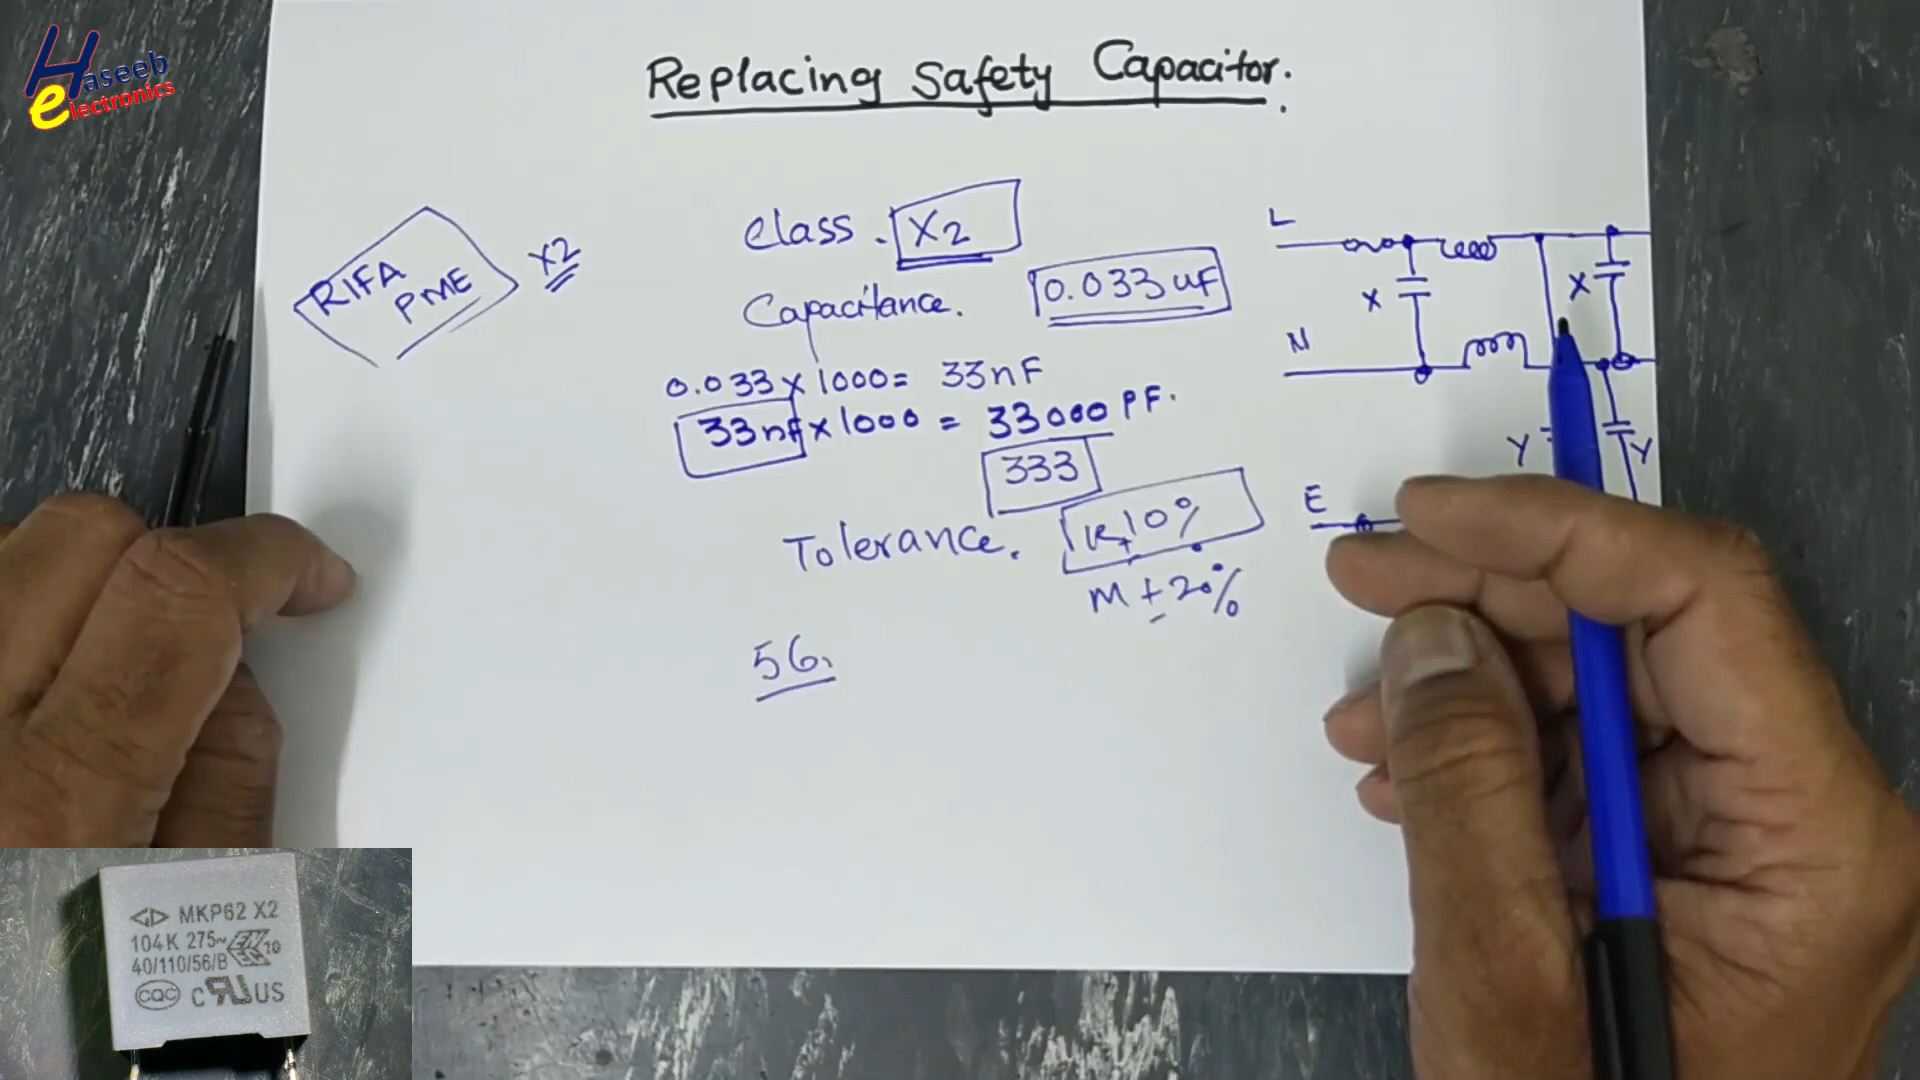 Haseeb
electronics
Replacing Safety Capacitor.
RIFA
PME
X2
Class. X2
Capacitance. 0.033uF
0.033 x 1000 = 33nF
33nF x 1000 = 33000 PF.
333
Tolerance. K±10%
M ± 20%
56.
L
X
X
N
Y
Y
E
MKP62 X2
104K 275~ 10
40/110/56/B
CQC C US